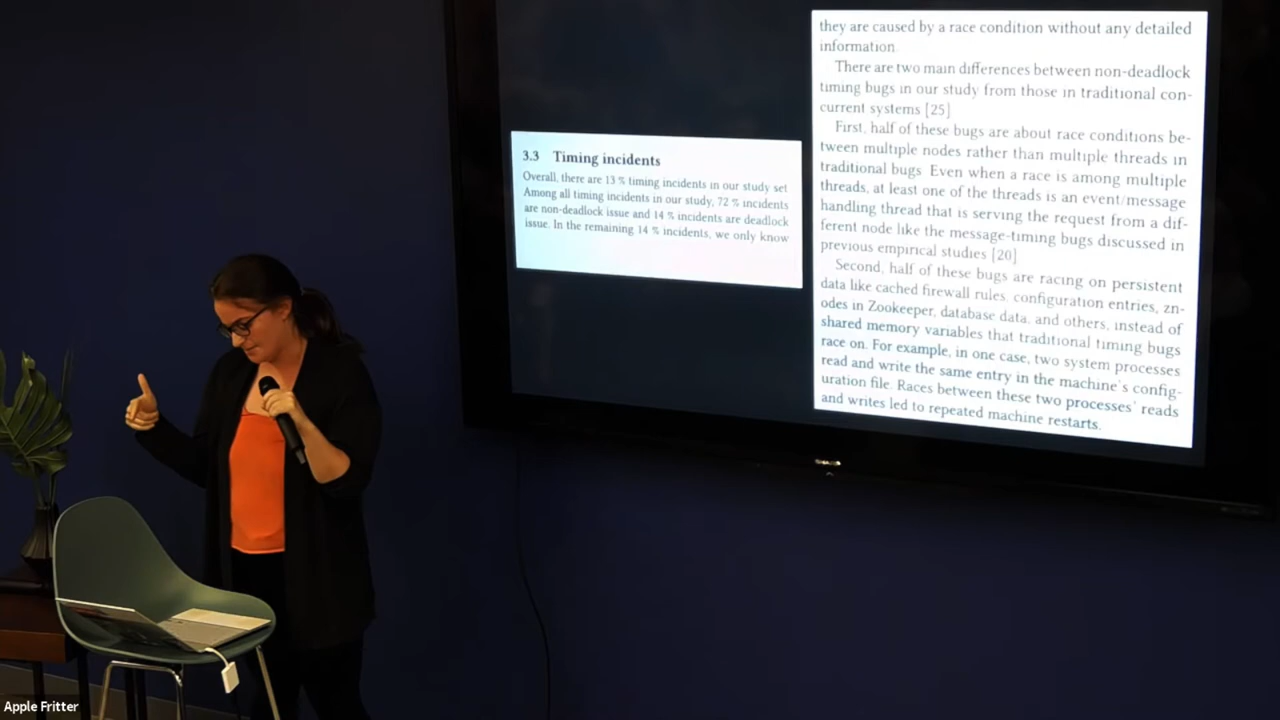 3.3 Timing incidents
Overall, there are 13 % timing incidents in our study set
Among all timing incidents in our study, 72 % incidents
are non-deadlock issue and 14 % incidents are deadlock
issue. In the remaining 14 % incidents, we only know
they are caused by a race condition without any detailed
information.
There are two main differences between non-deadlock
timing bugs in our study from those in traditional con-
current systems [25]
First, half of these bugs are about race conditions be-
tween multiple nodes rather than multiple threads in
traditional bugs. Even when a race is among multiple
threads, at least one of the threads is an event/message
handling thread that is serving the request from a dif-
ferent node like the message-timing bugs discussed in
previous empirical studies [20]
Second, half of these bugs are racing on persistent
data like cached firewall rules, configuration entries, zn-
odes in Zookeeper, database data, and others, instead of
shared memory variables that traditional timing bugs
race on. For example, in one case, two system processes
read and write the same entry in the machine's config-
uration file. Races between these two processes' reads
and writes led to repeated machine restarts.
Apple Fritter